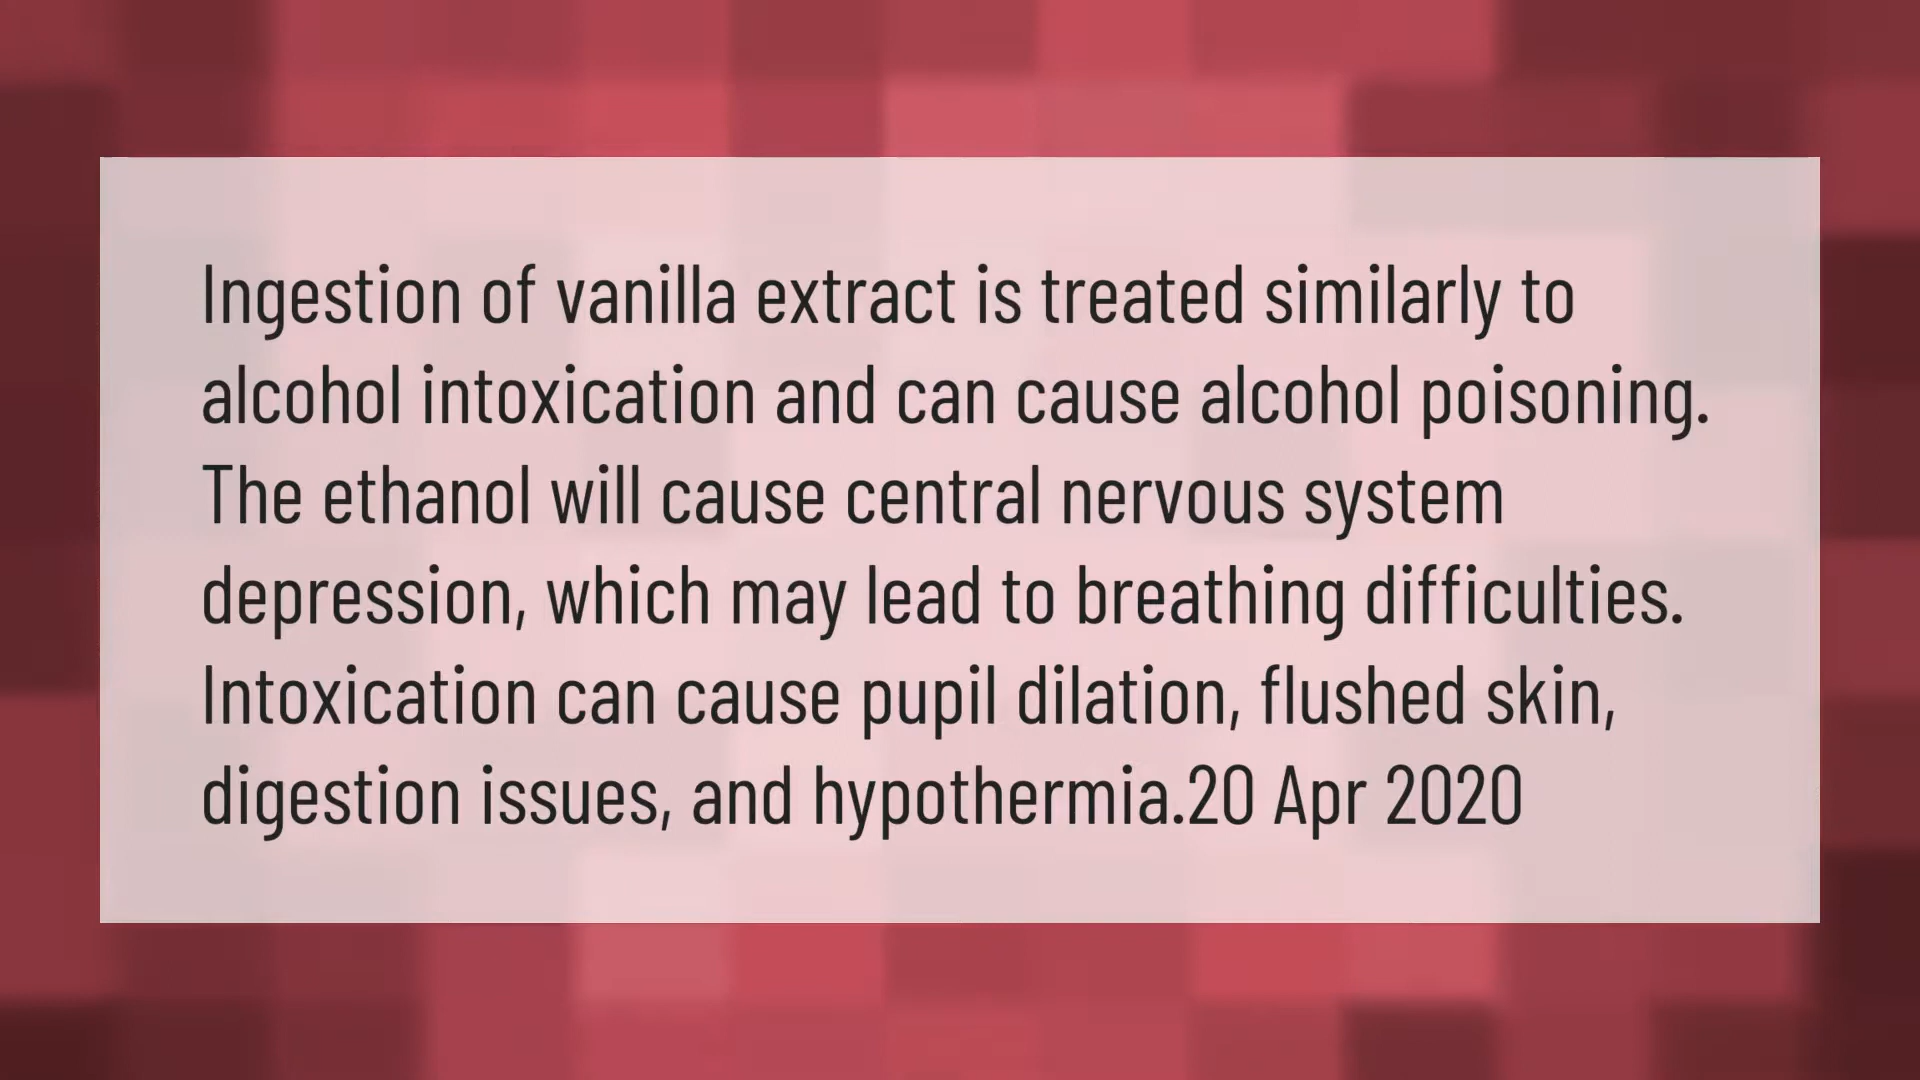 Ingestion of vanilla extract is treated similarly to
alcohol intoxication and can cause alcohol poisoning.
The ethanol will cause central nervous system
depression, which may lead to breathing difficulties.
Intoxication can cause pupil dilation, flushed skin,
digestion issues, and hypothermia.20 Apr 2020